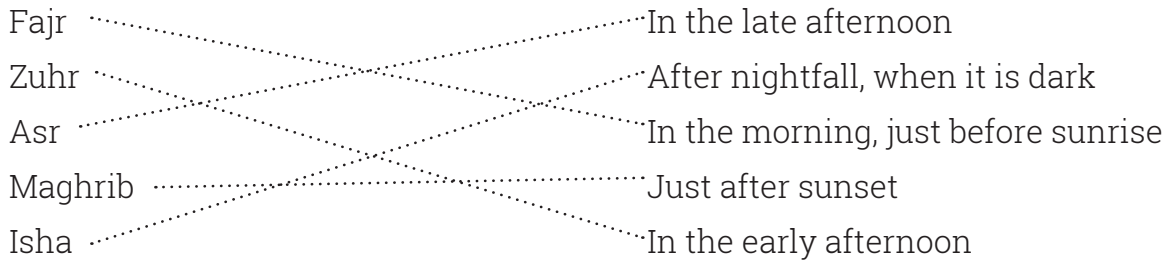 Fajr In the late afternoon
Zuhr After nightfall, when it is dark
Asr In the morning, just before sunrise
Maghrib Just after sunset
Isha In the early afternoon